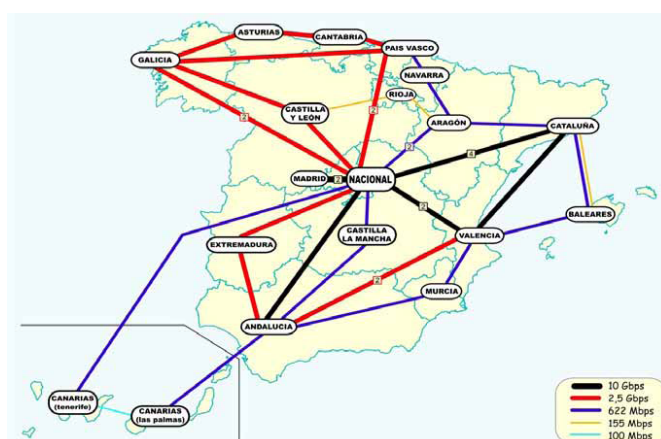 ASTURIAS
CANTABRIA
PAIS VASCO
GALICIA
NAVARRA
RIOJA
CASTILLA
Y LEÓN
2
2
ARAGÓN
CATALUÑA
2
4
MADRID
2
NACIONAL
2
BALEARES
EXTREMADURA
CASTILLA
LA MANCHA
VALENCIA
2
MURCIA
ANDALUCIA
CANARIAS
(tenerife)
CANARIAS
(las palmas)
10 Gbps
2,5 Gbps
622 Mbps
155 Mbps
100 Mbps